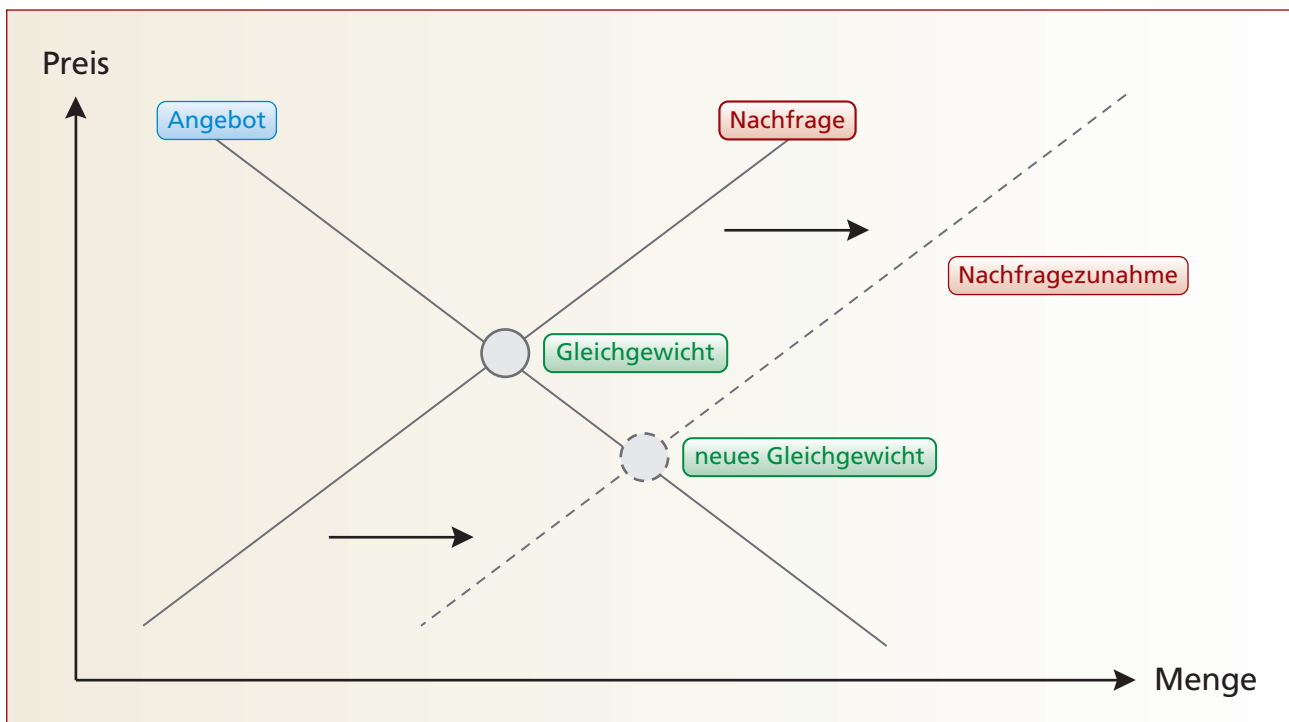 Preis
Angebot
Nachfrage
Nachfragezunahme
Gleichgewicht
neues Gleichgewicht
Menge